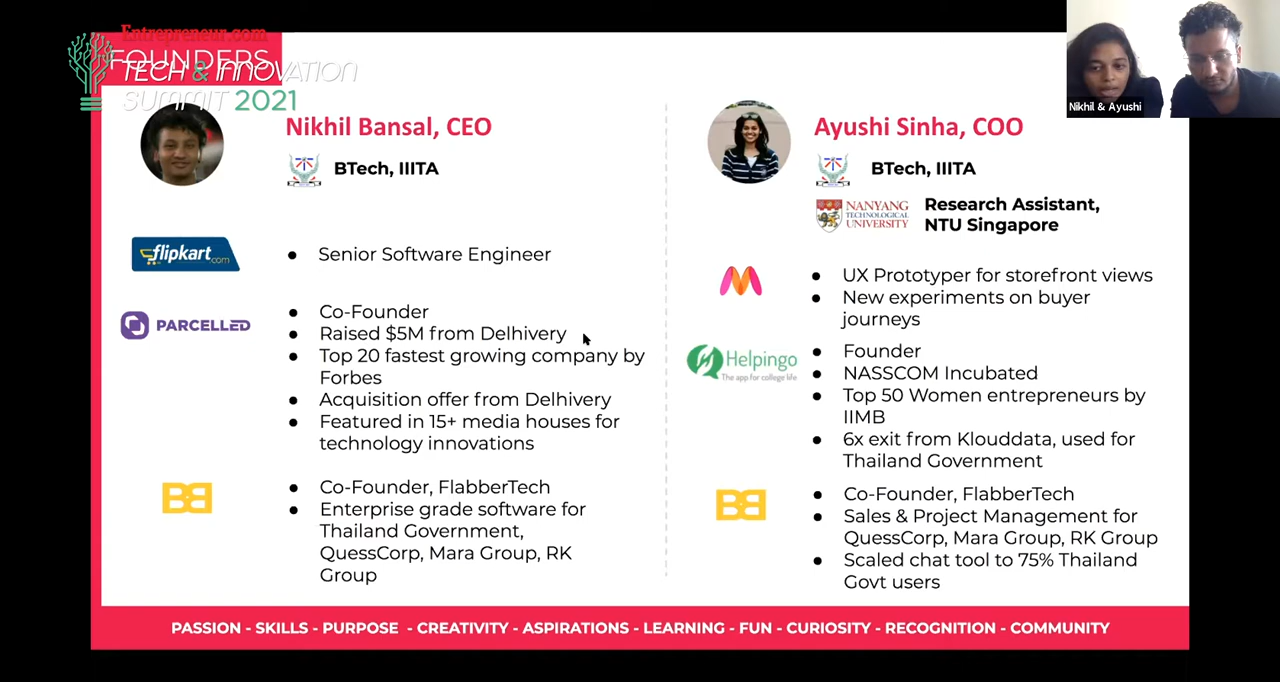 Entrepreneur.com
FOUNDERS
TECH & INNOVATION
SUMMIT 2021
Nikhil & Ayushi
Nikhil Bansal, CEO
BTech, IIITA
flipkart.com
● Senior Software Engineer
PARCELLED
● Co-Founder
● Raised $5M from Delhivery
● Top 20 fastest growing company by
Forbes
● Acquisition offer from Delhivery
● Featured in 15+ media houses for
technology innovations
BB
● Co-Founder, FlabberTech
● Enterprise grade software for
Thailand Government,
QuessCorp, Mara Group, RK
Group
Ayushi Sinha, COO
BTech, IIITA
NANYANG
TECHNOLOGICAL
UNIVERSITY
Research Assistant,
NTU Singapore
● UX Prototyper for storefront views
● New experiments on buyer
journeys
Helpingo
The app for college life
● Founder
● NASSCOM Incubated
● Top 50 Women entrepreneurs by
IIMB
● 6x exit from Klouddata, used for
Thailand Government
BB
● Co-Founder, FlabberTech
● Sales & Project Management for
QuessCorp, Mara Group, RK Group
● Scaled chat tool to 75% Thailand
Govt users
PASSION - SKILLS - PURPOSE - CREATIVITY - ASPIRATIONS - LEARNING - FUN - CURIOSITY - RECOGNITION - COMMUNITY